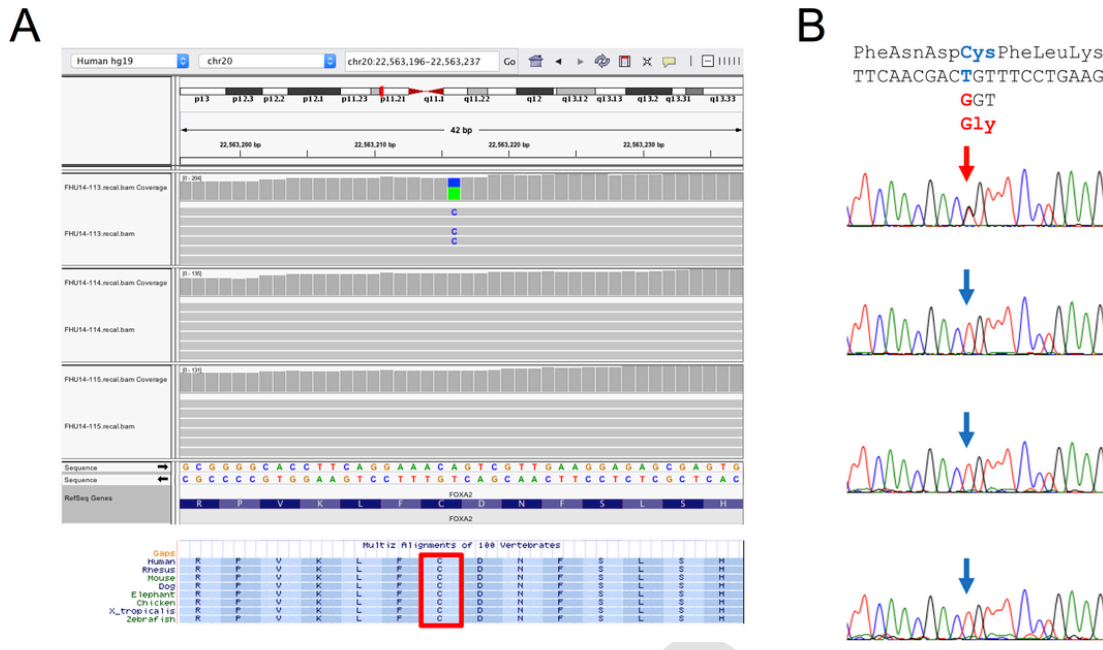 A
Human hg19 chr20 chr20:22,563,196-22,563,237 Go
p13 p12.3 p12.2 p12.1 p11.23 p11.21 q11.1 q11.22 q12 q13.12 q13.13 q13.2 q13.31 q13.33
42 bp
22,563,200 bp 22,563,210 bp 22,563,220 bp 22,563,230 bp
FHU14-113.recal.bam Coverage
[0 - 204]
C
FHU14-113.recal.bam
C
C
FHU14-114.recal.bam Coverage
[0 - 135]
FHU14-114.recal.bam
FHU14-115.recal.bam Coverage
[0 - 131]
FHU14-115.recal.bam
Sequence G C G G G G C A C C T T C A G G A A A C A G T C G T T G A A G G A G A G C G A G T G
Sequence C G C C C C G T G G A A G T C C T T T G T C A G C A A C T T C C T C T C G C T C A C
RefSeq Genes
FOXA2
R P V K L F C D N F S L S H
FOXA2
Multiz Alignments of 100 Vertebrates
Gaps
Human R P V K L F C D N F S L S H
Rhesus R P V K L F C D N F S L S H
Mouse R P V K L F C D N F S L S H
Dog R P V K L F C D N F S L S H
Elephant R P V K L F C D N F S L S H
Chicken R P V K L F C D N F S L S H
X_tropicalis R P V K L F C D N F S L S H
Zebrafish R P V K L F C D N F S L S H
B
PheAsnAspCysPheLeuLys
TTCAACGACTGTTTCCTGAAG
GGT
Gly